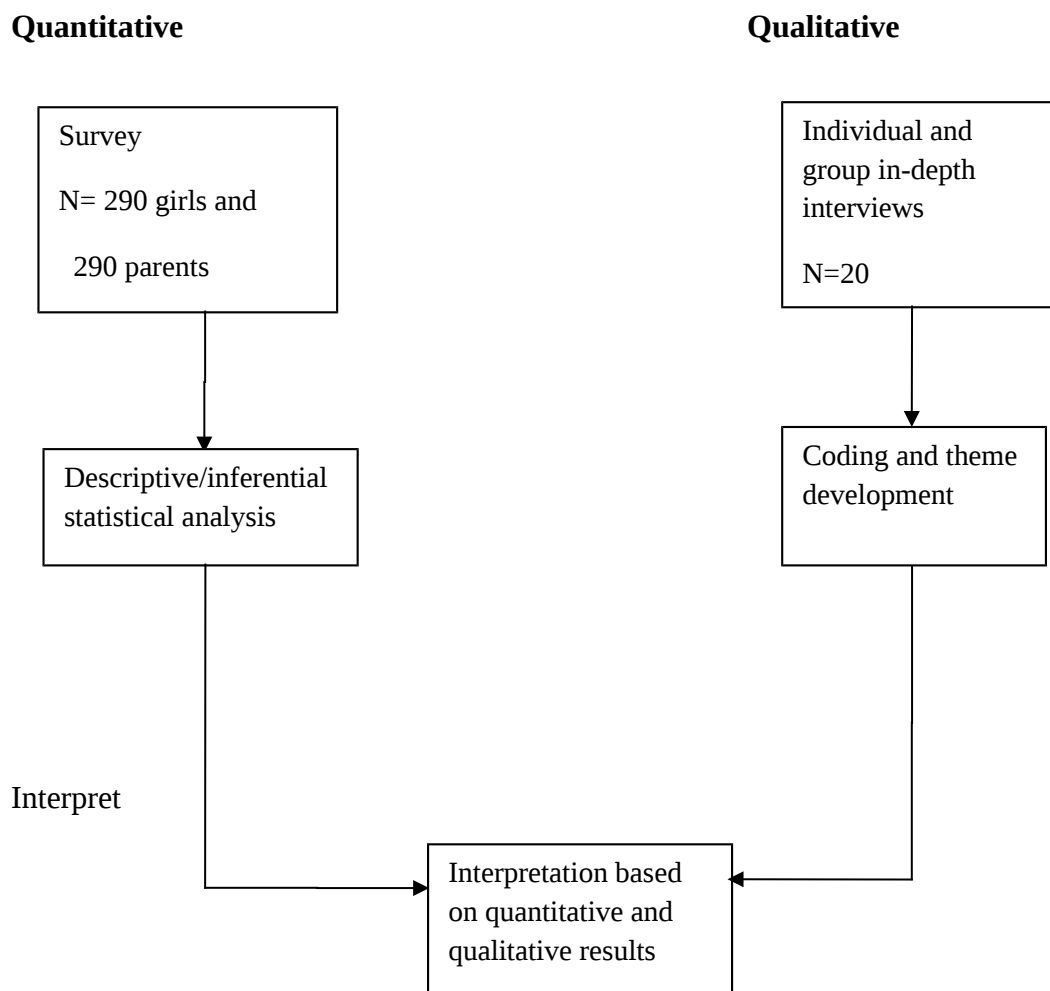 Quantitative
Qualitative
Survey
N= 290 girls and
290 parents
Individual and
group in-depth
interviews
N=20
Descriptive/inferential
statistical analysis
Coding and theme
development
Interpret
Interpretation based
on quantitative and
qualitative results